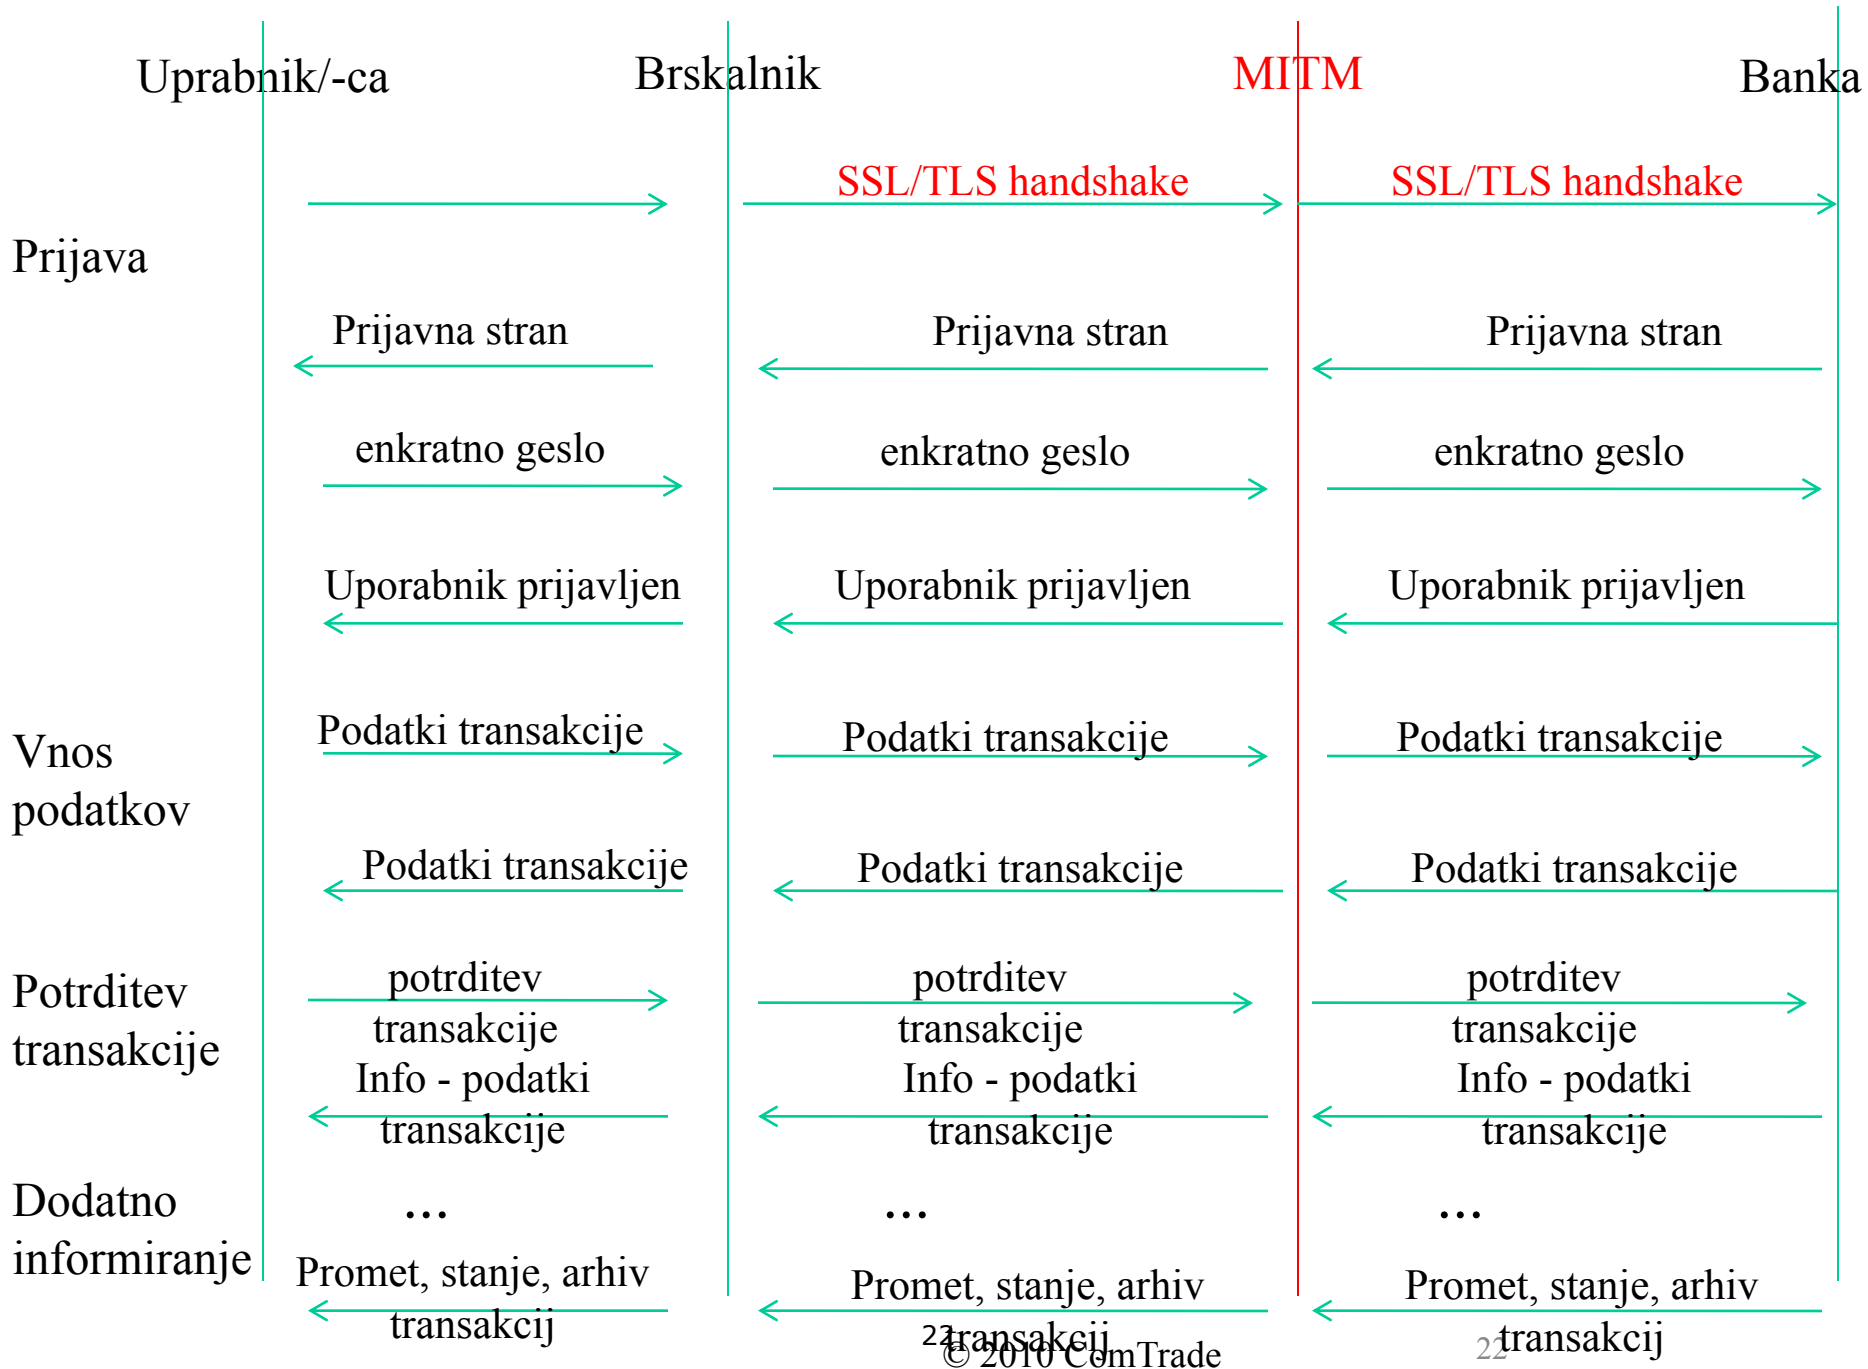 Uprabnik/-ca
Brskalnik
MITM
Banka
SSL/TLS handshake
SSL/TLS handshake
Prijava
Prijavna stran
Prijavna stran
Prijavna stran
enkratno geslo
enkratno geslo
enkratno geslo
Uporabnik prijavljen
Uporabnik prijavljen
Uporabnik prijavljen
Vnos
podatkov
Podatki transakcije
Podatki transakcije
Podatki transakcije
Podatki transakcije
Podatki transakcije
Podatki transakcije
Potrditev
transakcije
potrditev
transakcije
potrditev
transakcije
potrditev
transakcije
Info - podatki
transakcije
Info - podatki
transakcije
Info - podatki
transakcije
Dodatno
informiranje
...
...
...
Promet, stanje, arhiv
transakcij
Promet, stanje, arhiv
transakcij
Promet, stanje, arhiv
transakcij
22
© 2010 ComTrade
22